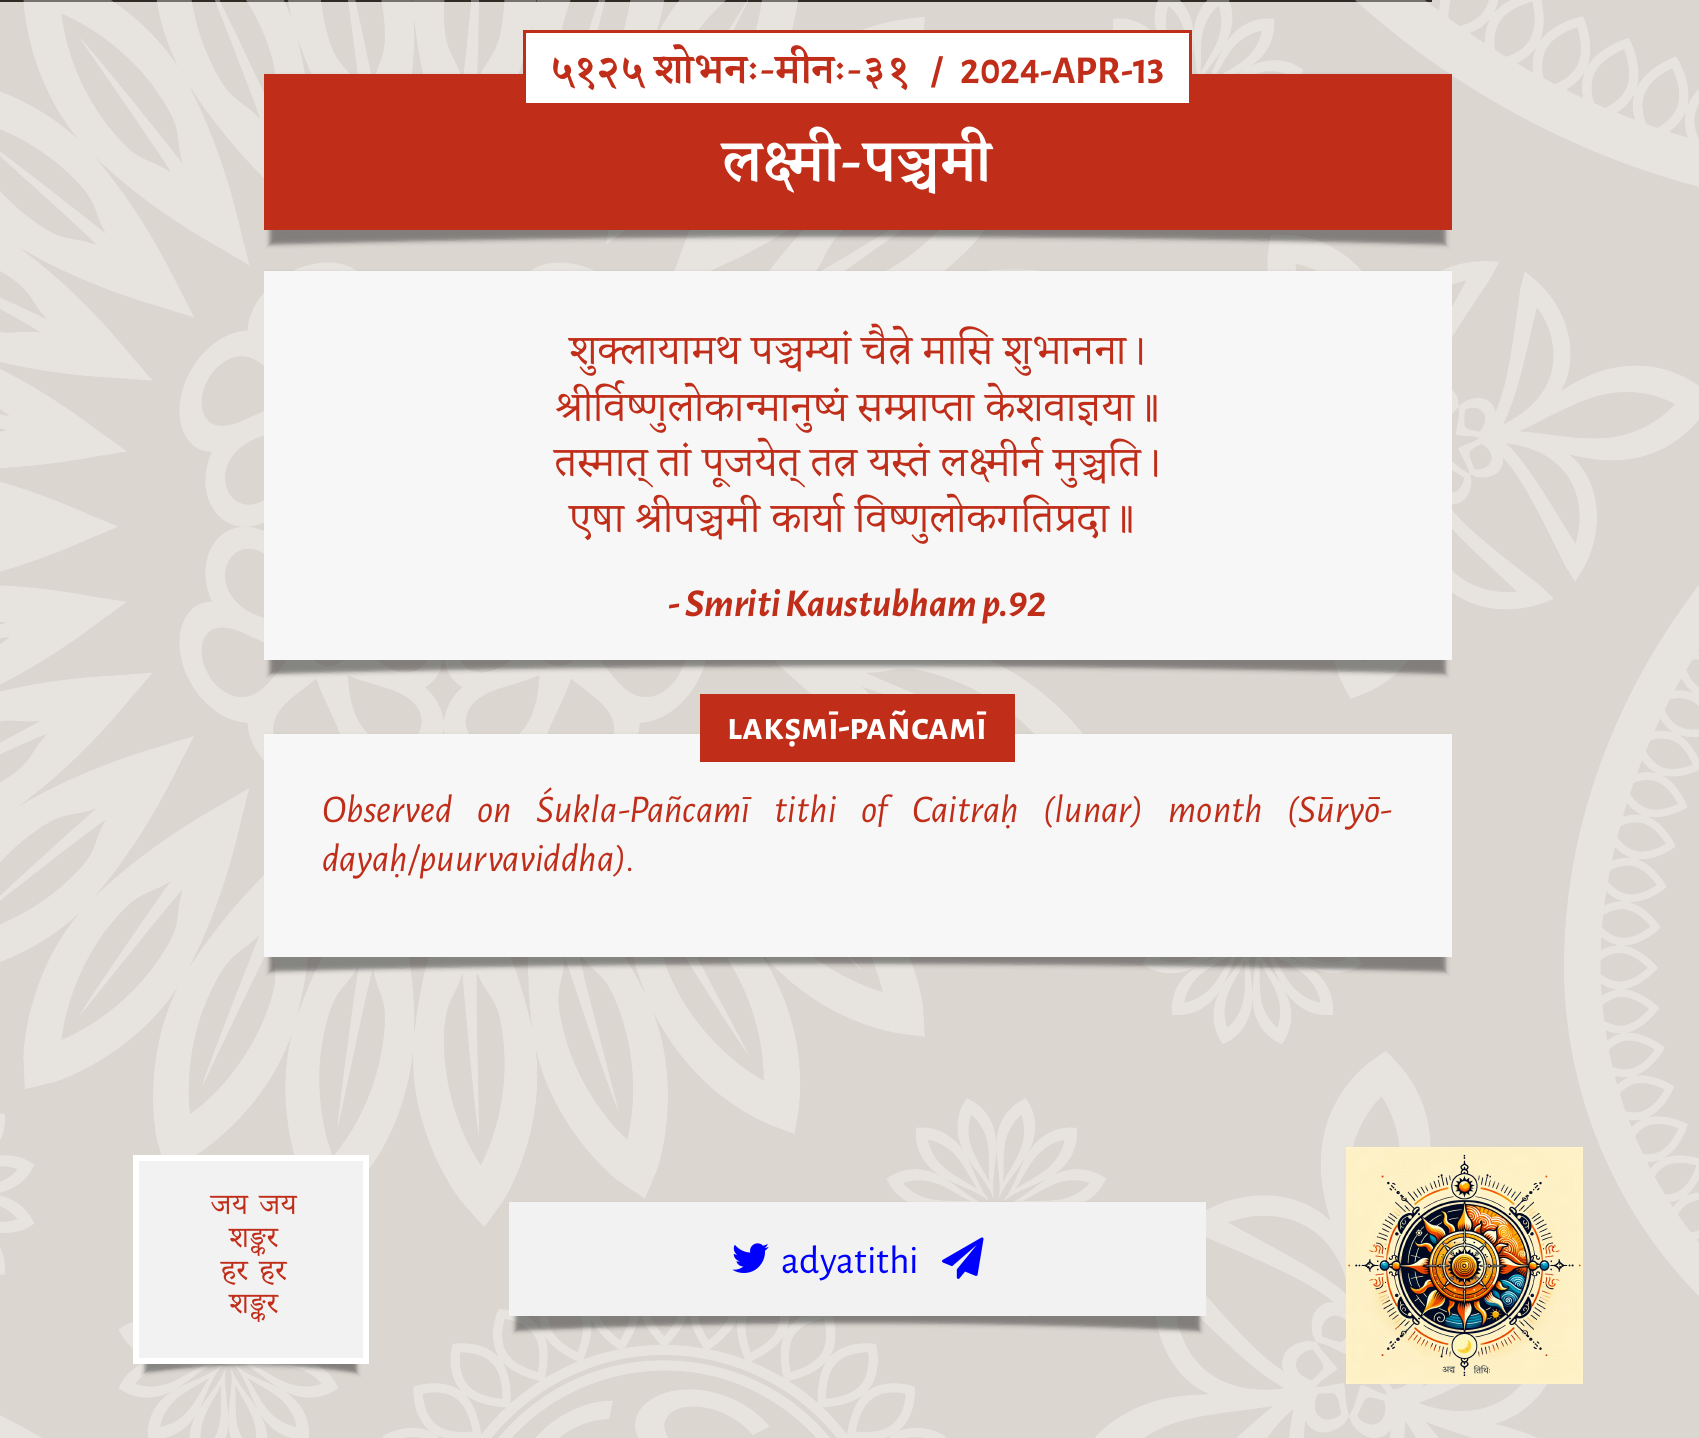 ५१२५ शोभनः-मीनः-३१ / 2024-APR-13
लक्ष्मी-पञ्चमी
शुक्लायामथ पञ्चम्यां चैत्रे मासि शुभानना।
श्रीर्विष्णुलोकान्मानुष्यं सम्प्राप्ता केशवाज्ञया॥
तस्मात् तां पूजयेत् तत्र यस्तं लक्ष्मीर्न मुञ्चति।
एषा श्रीपञ्चमी कार्या विष्णुलोकगतिप्रदा॥
- Smriti Kaustubham p.92
LAKṢMĪ-PAÑCAMĪ
Observed on Śukla-Pañcamī tithi of Caitraḥ (lunar) month (Sūryō-
dayaḥ/puurvaviddha).
जय जय
शङ्कर
हर हर
शङ्कर
adyatithi
अद्य तिथिः